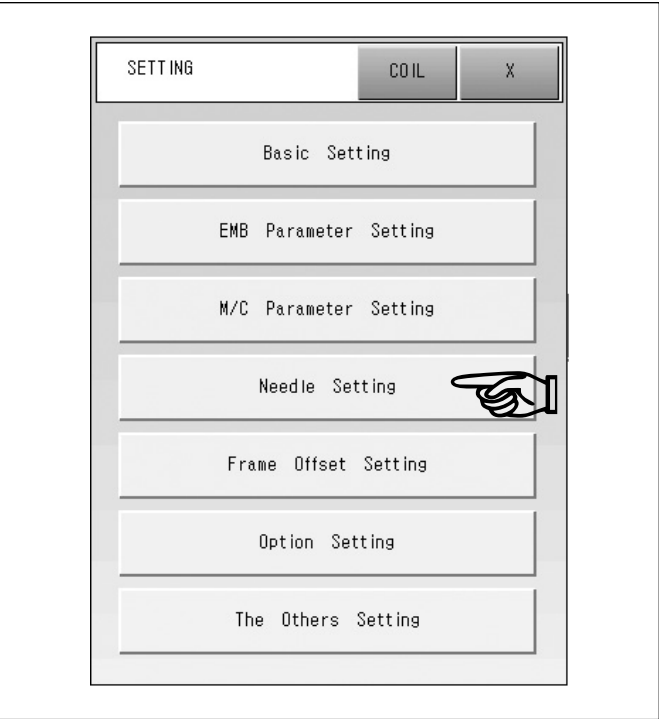 SETTING COIL X
Basic Setting
EMB Parameter Setting
M/C Parameter Setting
Needle Setting
Frame Offset Setting
Option Setting
The Others Setting